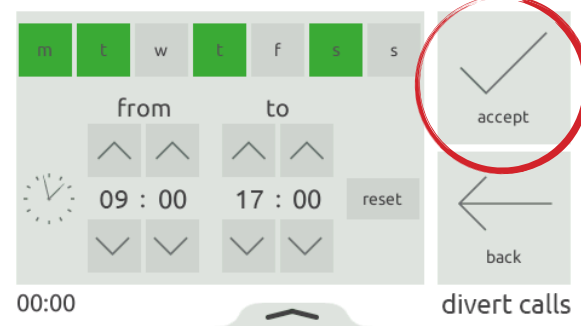 m t w t f s s
accept
from to
09 : 00 17 : 00 reset
back
00:00 divert calls